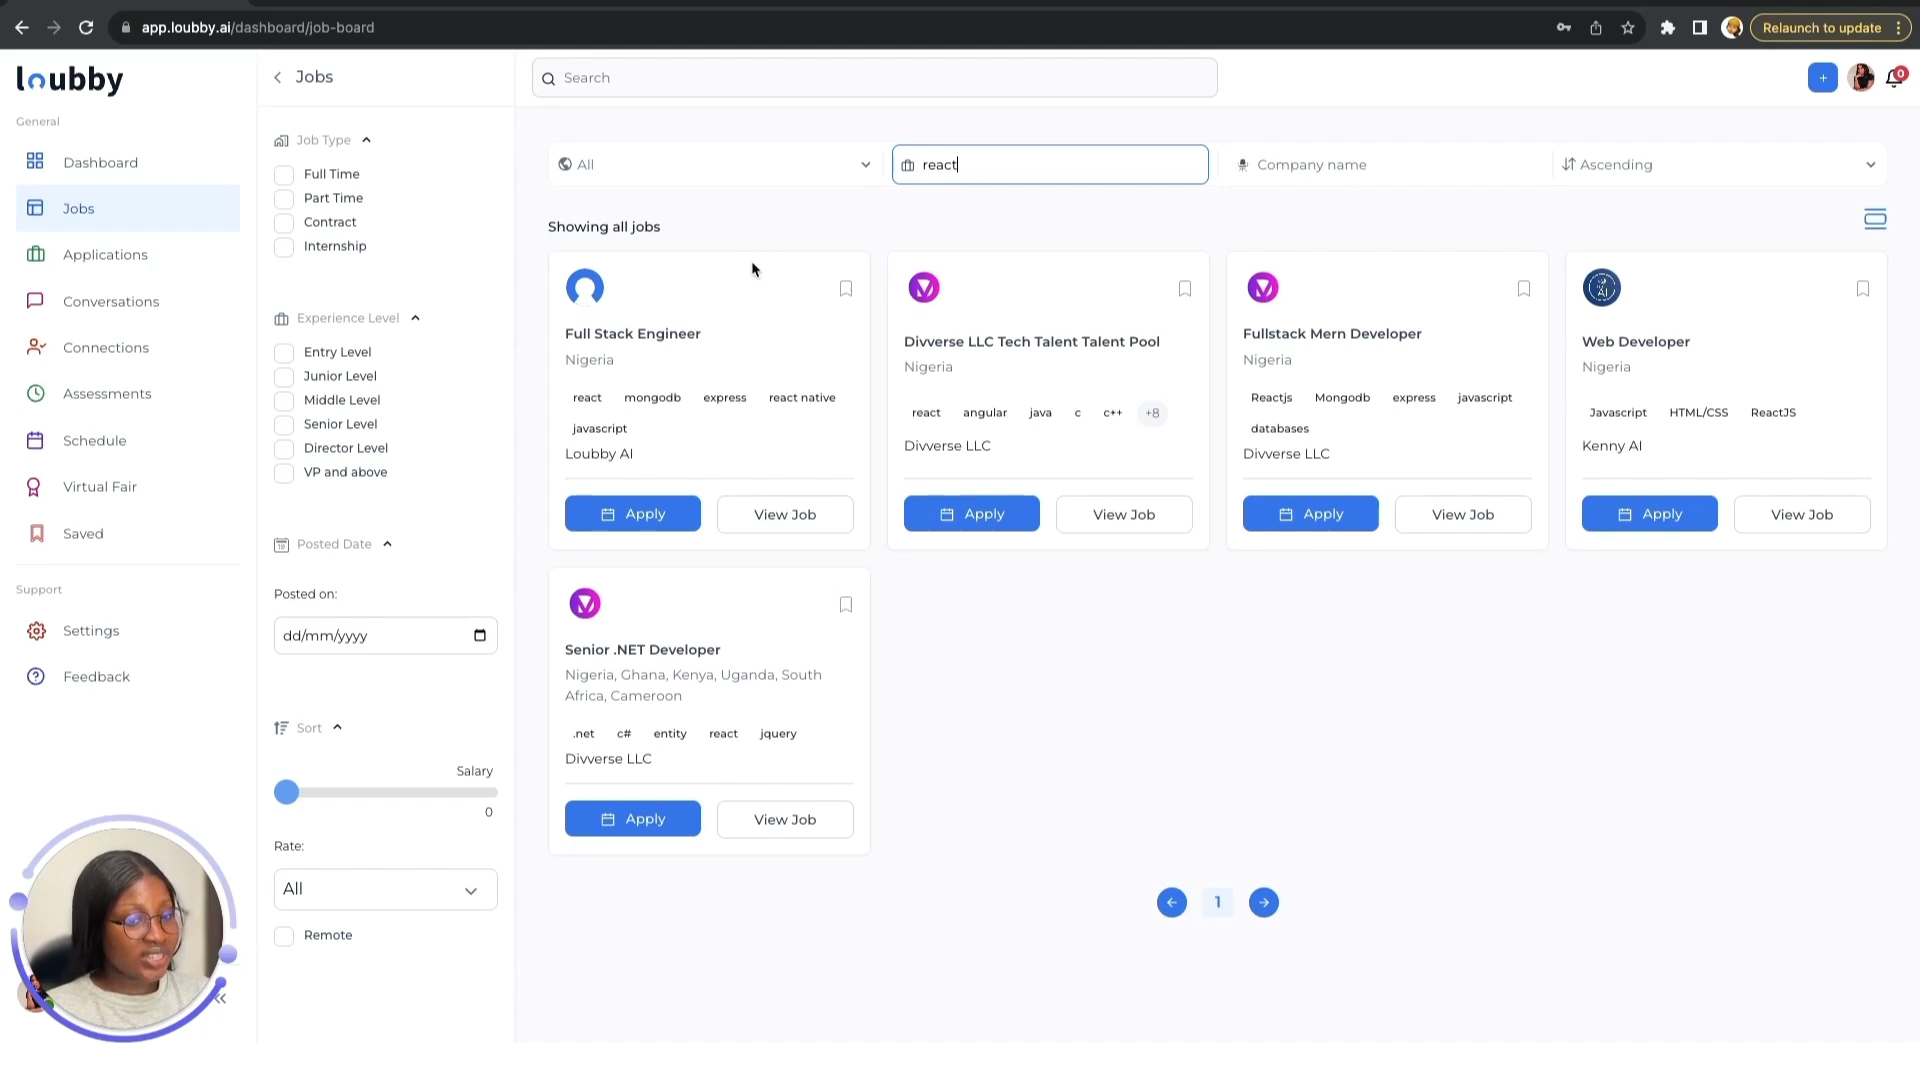 app.loubby.ai/dashboard/job-board
Relaunch to update
loubby
General
Dashboard
Jobs
Applications
Conversations
Connections
Assessments
Schedule
Virtual Fair
Saved
Support
Settings
Feedback
Jobs
Job Type
Full Time
Part Time
Contract
Internship
Experience Level
Entry Level
Junior Level
Middle Level
Senior Level
Director Level
VP and above
Posted Date
Posted on:
dd/mm/yyyy
Sort
Salary
0
Rate:
All
Remote
Search
0
All
react
Company name
Ascending
Showing all jobs
Full Stack Engineer
Nigeria
react mongodb express react native
javascript
Loubby AI
Apply View Job
Divverse LLC Tech Talent Talent Pool
Nigeria
react angular java c c++ +8
Divverse LLC
Apply View Job
Fullstack Mern Developer
Nigeria
Reactjs Mongodb express javascript
databases
Divverse LLC
Apply View Job
AI
Web Developer
Nigeria
Javascript HTML/CSS ReactJS
Kenny AI
Apply View Job
Senior .NET Developer
Nigeria, Ghana, Kenya, Uganda, South
Africa, Cameroon
.net c# entity react jquery
Divverse LLC
Apply View Job
1